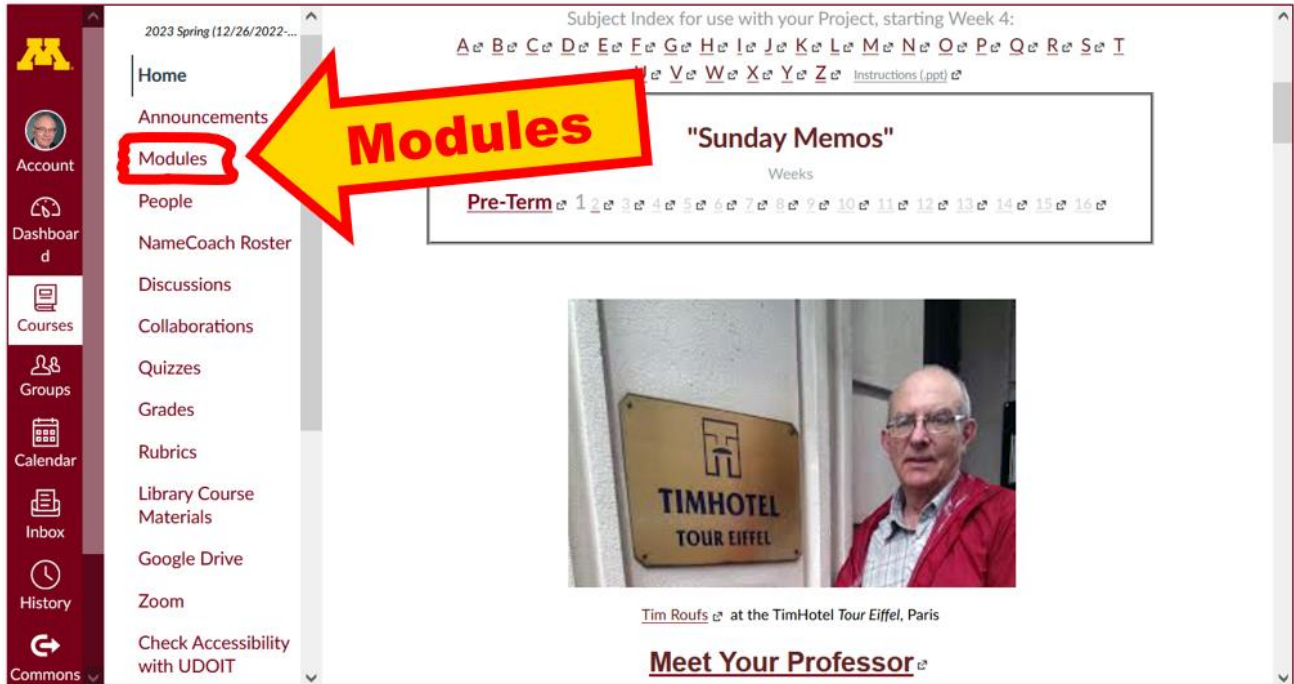 M
Account
Dashboar
d
Courses
Groups
Calendar
Inbox
History
Commons
2023 Spring (12/26/2022-...
Home
Announcements
Modules
People
NameCoach Roster
Discussions
Collaborations
Quizzes
Grades
Rubrics
Library Course
Materials
Google Drive
Zoom
Check Accessibility
with UDOIT
Modules
Subject Index for use with your Project, starting Week 4:
A B C D E F G H I J K L M N O P Q R S T
U V W X Y Z Instructions (.ppt)
"Sunday Memos"
Weeks
Pre-Term 1 2 3 4 5 6 7 8 9 10 11 12 13 14 15 16
TIMHOTEL
TOUR EIFFEL
Tim Roufs at the TimHotel Tour Eiffel, Paris
Meet Your Professor